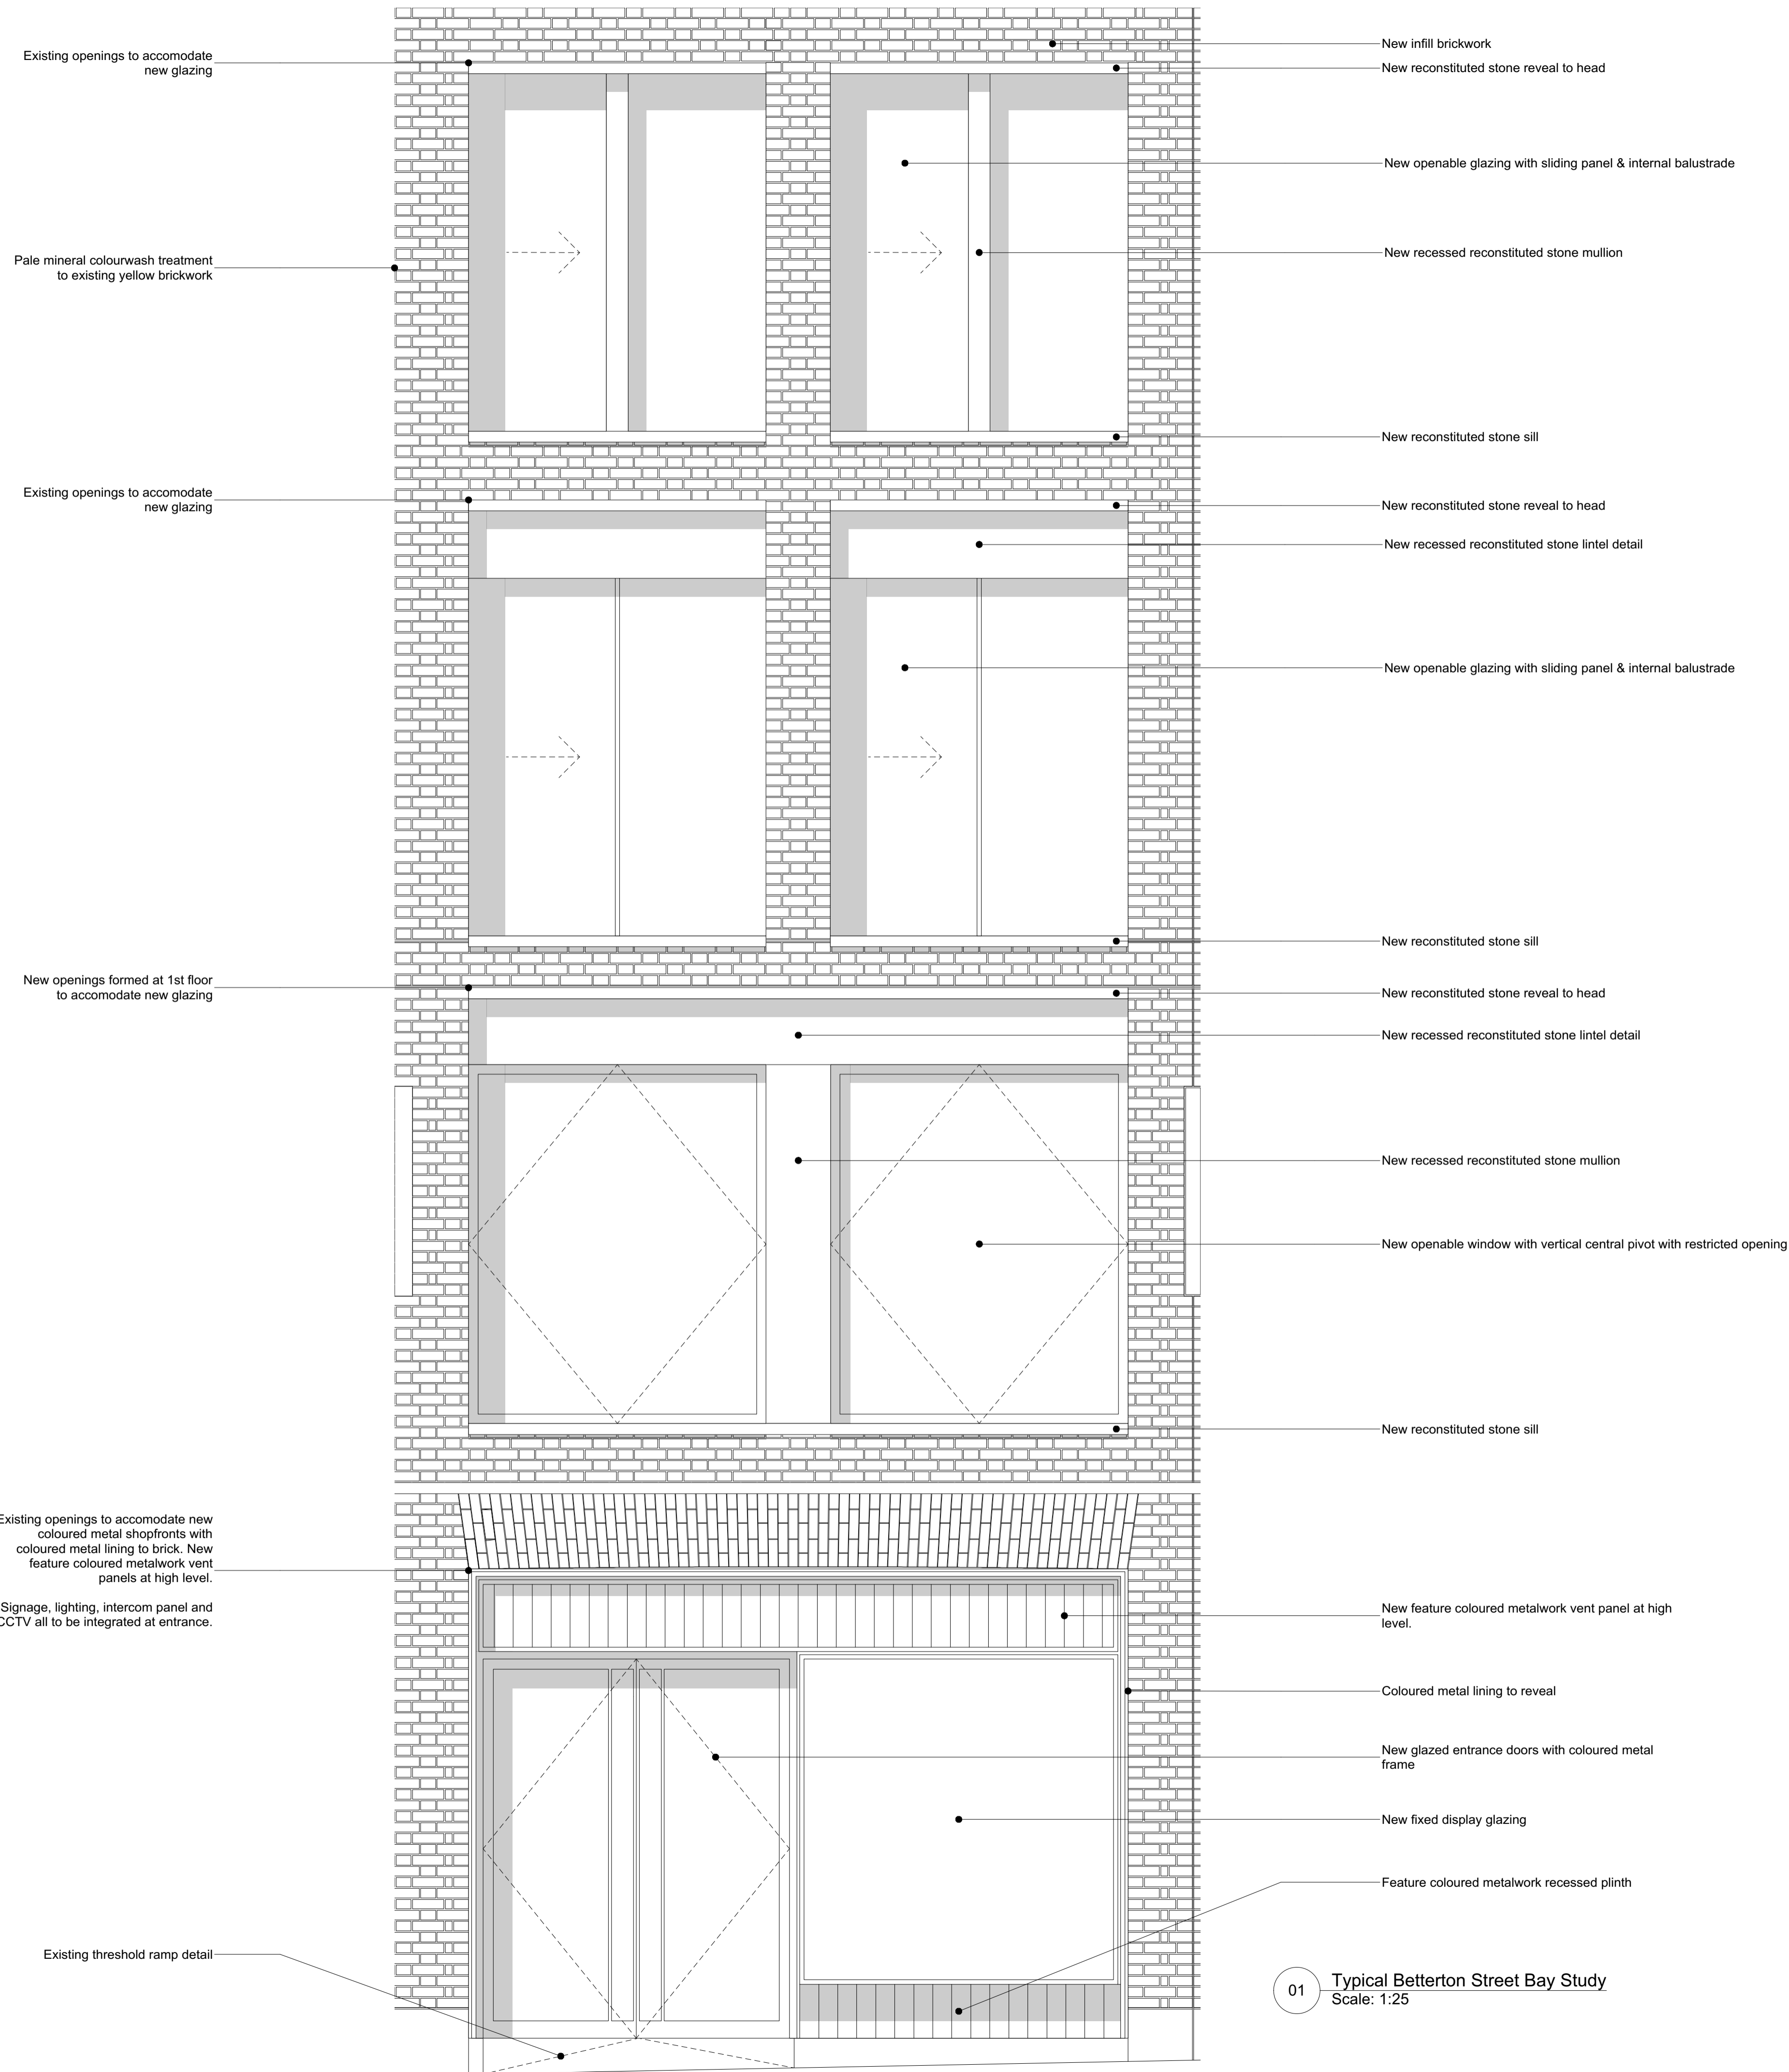 Existing openings to accomodate
new glazing
New infill brickwork
New reconstituted stone reveal to head
New openable glazing with sliding panel & internal balustrade
Pale mineral colourwash treatment
to existing yellow brickwork
New recessed reconstituted stone mullion
New reconstituted stone sill
Existing openings to accomodate
new glazing
New reconstituted stone reveal to head
New recessed reconstituted stone lintel detail
New openable glazing with sliding panel & internal balustrade
New reconstituted stone sill
New openings formed at 1st floor
to accomodate new glazing
New reconstituted stone reveal to head
New recessed reconstituted stone lintel detail
New recessed reconstituted stone mullion
New openable window with vertical central pivot with restricted opening
New reconstituted stone sill
Existing openings to accomodate new
coloured metal shopfronts with
coloured metal lining to brick. New
feature coloured metalwork vent
panels at high level.
Signage, lighting, intercom panel and
CCTV all to be integrated at entrance.
New feature coloured metalwork vent panel at high
level.
Coloured metal lining to reveal
New glazed entrance doors with coloured metal
frame
New fixed display glazing
Feature coloured metalwork recessed plinth
Existing threshold ramp detail
01
Typical Betterton Street Bay Study
Scale: 1:25